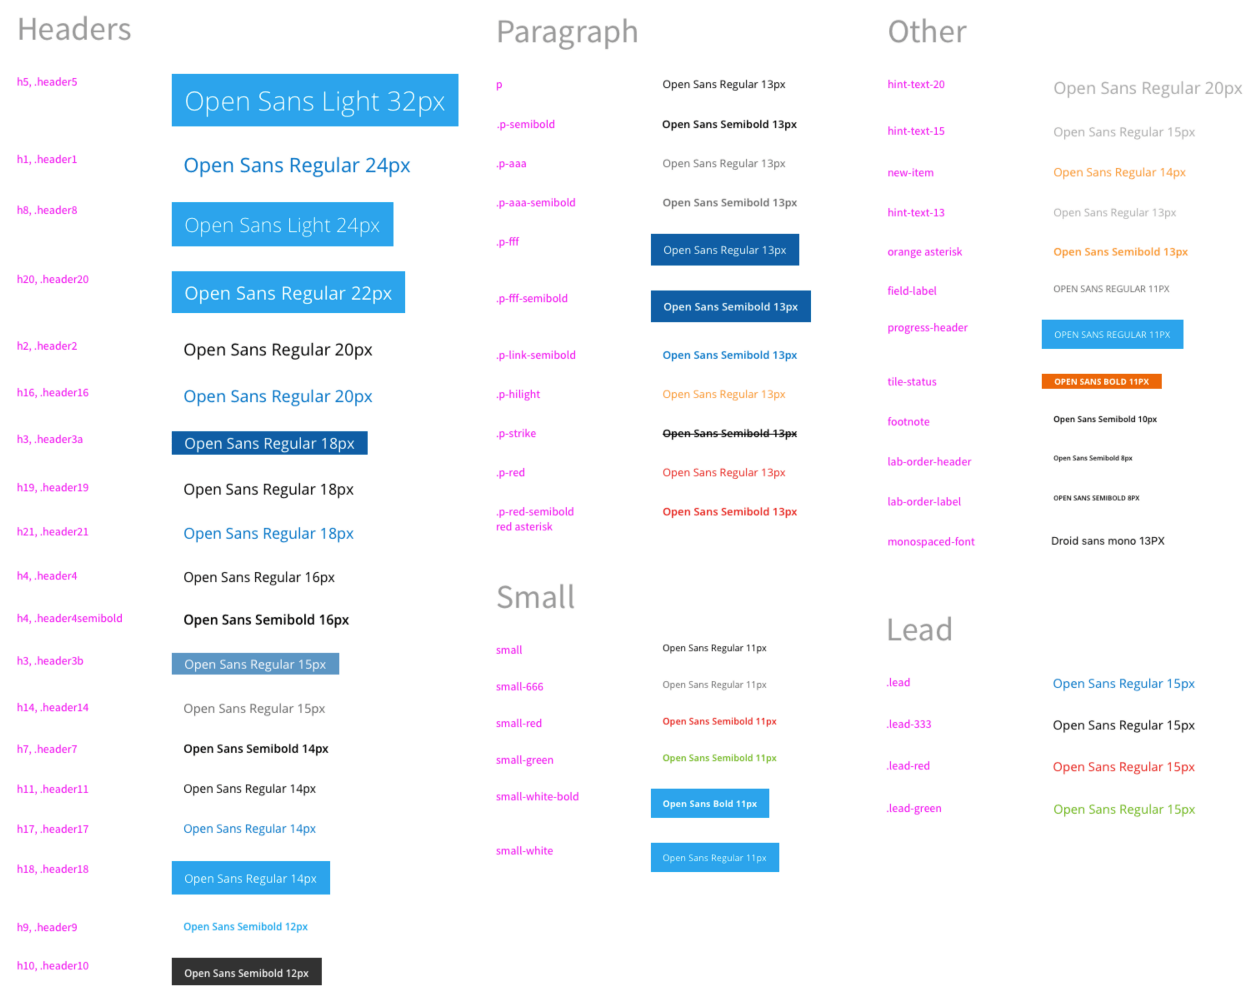 Headers
h5, .header5
Open Sans Light 32px
h1, .header1
Open Sans Regular 24px
h8, .header8
Open Sans Light 24px
h20, .header20
Open Sans Regular 22px
h2, .header2
Open Sans Regular 20px
h16, .header16
Open Sans Regular 20px
h3, .header3a
Open Sans Regular 18px
h19, .header19
Open Sans Regular 18px
h21, .header21
Open Sans Regular 18px
h4, .header4
Open Sans Regular 16px
h4, .header4semibold
Open Sans Semibold 16px
h3, .header3b
Open Sans Regular 15px
h14, .header14
Open Sans Regular 15px
h7, .header7
Open Sans Semibold 14px
h11, .header11
Open Sans Regular 14px
h17, .header17
Open Sans Regular 14px
h18, .header18
Open Sans Regular 14px
h9, .header9
Open Sans Semibold 12px
h10, .header10
Open Sans Semibold 12px
Paragraph
p
Open Sans Regular 13px
.p-semibold
Open Sans Semibold 13px
.p-aaa
Open Sans Regular 13px
.p-aaa-semibold
Open Sans Semibold 13px
.p-fff
Open Sans Regular 13px
.p-fff-semibold
Open Sans Semibold 13px
.p-link-semibold
Open Sans Semibold 13px
.p-hilight
Open Sans Regular 13px
.p-strike
Open Sans Semibold 13px
.p-red
Open Sans Regular 13px
.p-red-semibold
red asterisk
Open Sans Semibold 13px
Small
small
Open Sans Regular 11px
small-666
Open Sans Regular 11px
small-red
Open Sans Semibold 11px
small-green
Open Sans Semibold 11px
small-white-bold
Open Sans Bold 11px
small-white
Open Sans Regular 11px
Other
hint-text-20
Open Sans Regular 20px
hint-text-15
Open Sans Regular 15px
new-item
Open Sans Regular 14px
hint-text-13
Open Sans Regular 13px
orange asterisk
Open Sans Semibold 13px
field-label
OPEN SANS REGULAR 11PX
progress-header
OPEN SANS REGULAR 11PX
tile-status
OPEN SANS BOLD 11PX
footnote
Open Sans Semibold 10px
lab-order-header
Open Sans Semibold 8px
lab-order-label
OPEN SANS SEMIBOLD 8PX
monospaced-font
Droid sans mono 13PX
Lead
.lead
Open Sans Regular 15px
.lead-333
Open Sans Regular 15px
.lead-red
Open Sans Regular 15px
.lead-green
Open Sans Regular 15px